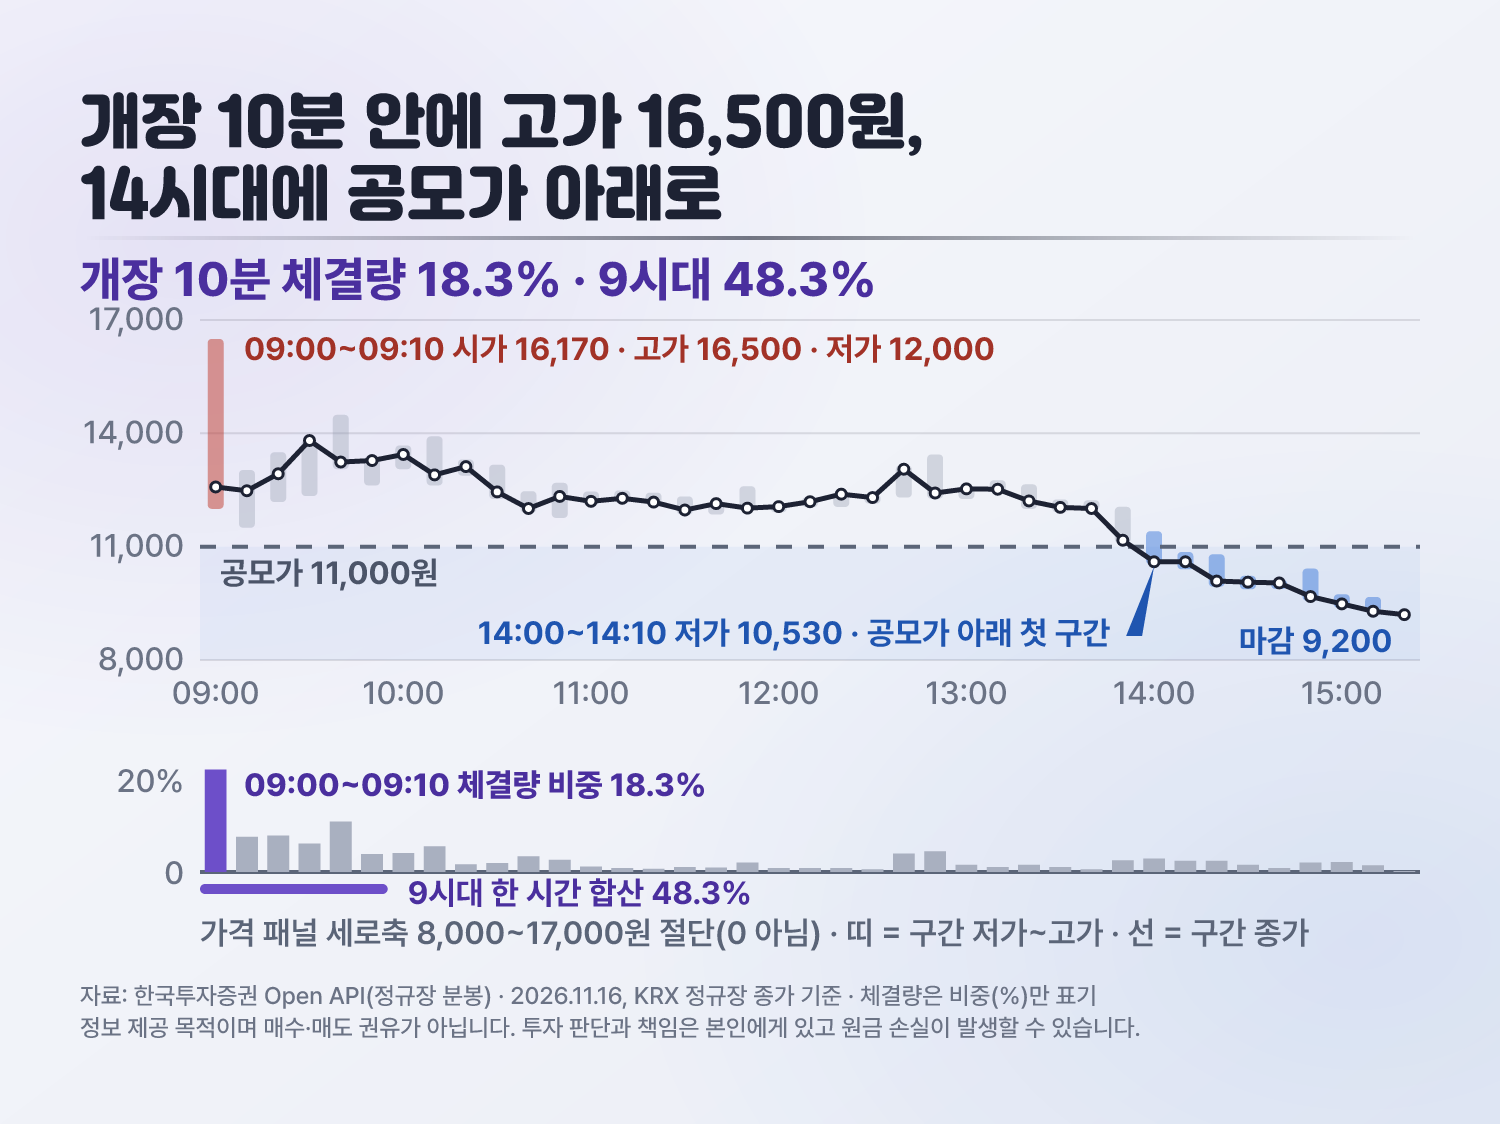 개장 10분 안에 고가 16,500원,
14시대에 공모가 아래로
개장 10분 체결량 18.3% · 9시대 48.3%
17,000
09:00~09:10 시가 16,170 · 고가 16,500 · 저가 12,000
14,000
11,000
공모가 11,000원
14:00~14:10 저가 10,530 · 공모가 아래 첫 구간
마감 9,200
8,000
09:00 10:00 11:00 12:00 13:00 14:00 15:00
20%
09:00~09:10 체결량 비중 18.3%
0
9시대 한 시간 합산 48.3%
가격 패널 세로축 8,000~17,000원 절단(0 아님) · 띠 = 구간 저가~고가 · 선 = 구간 종가
자료: 한국투자증권 Open API(정규장 분봉) · 2026.11.16, KRX 정규장 종가 기준 · 체결량은 비중(%)만 표기
정보 제공 목적이며 매수·매도 권유가 아닙니다. 투자 판단과 책임은 본인에게 있고 원금 손실이 발생할 수 있습니다.